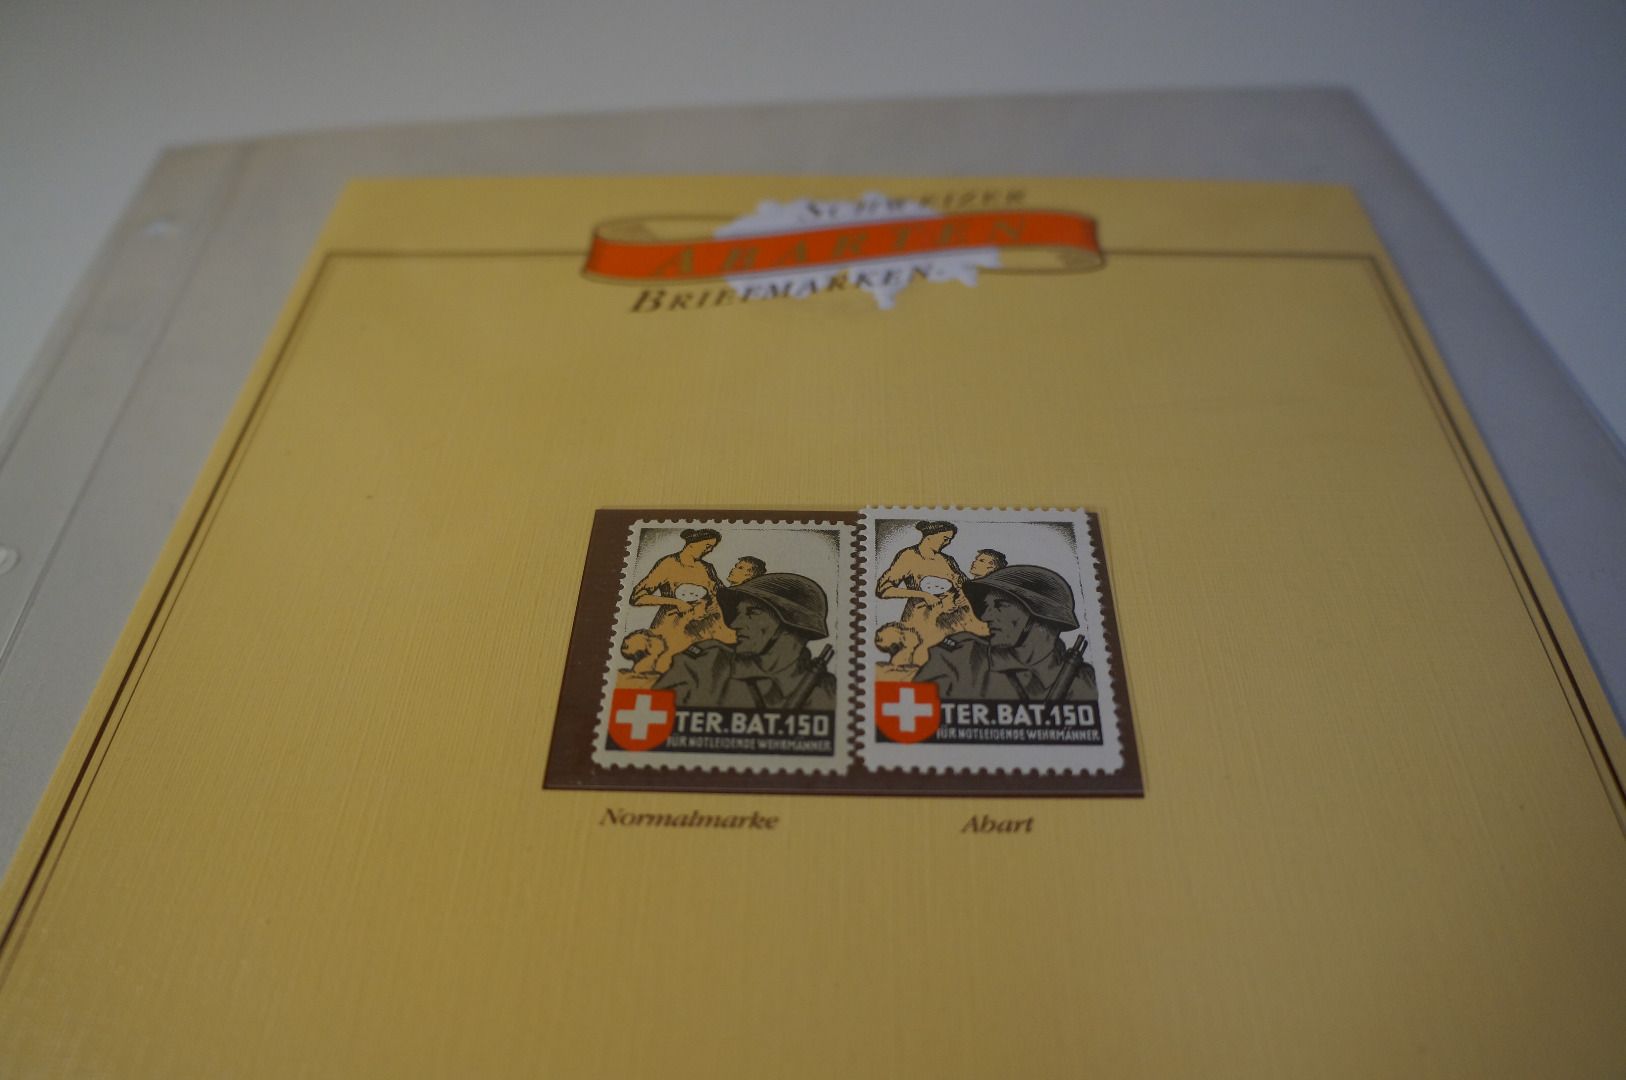 SCHWEIZER
ABARTEN
BRIEFMARKEN
TER.BAT.150
FÜR NOTLEIDENDE WEHRMÄNNER
TER.BAT.150
FÜR NOTLEIDENDE WEHRMÄNNER
Normalmarke
Abart